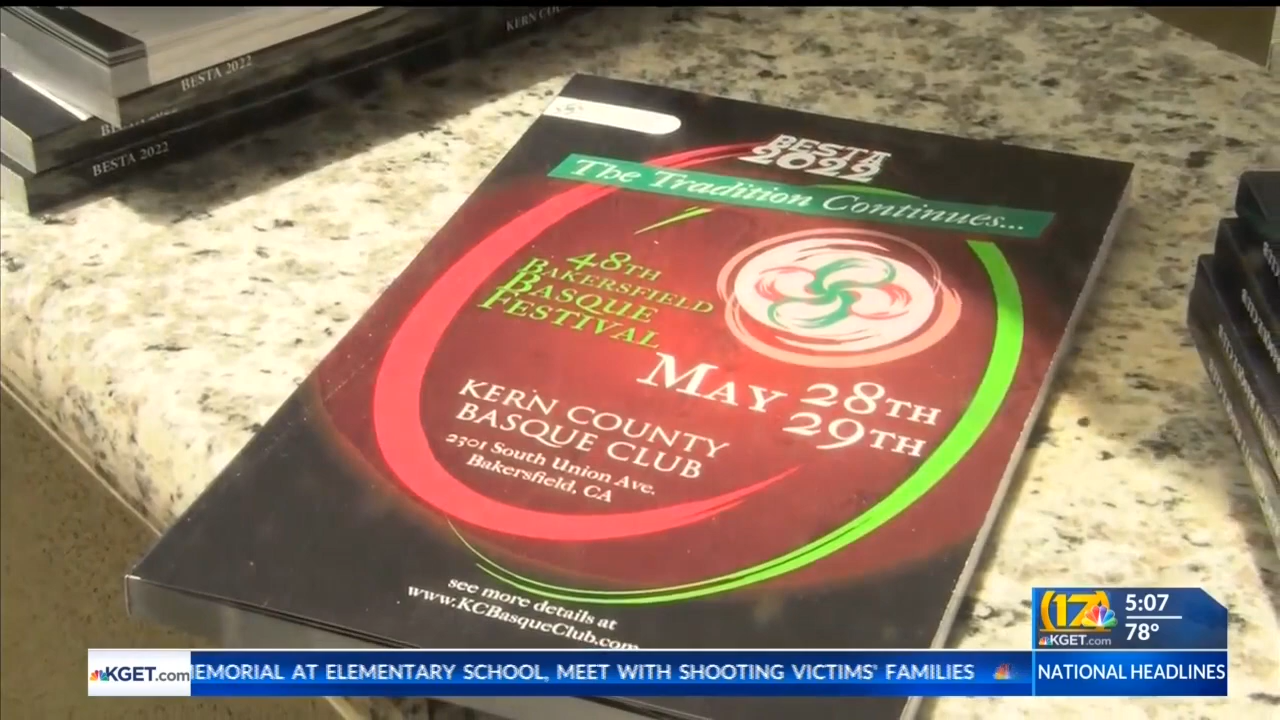 KERN COU
BESTA 2022
BESTA 2022
BESTA
2022
The Tradition Continues...
48TH
BAKERSFIELD
BASQUE
FESTIVAL
MAY 28TH
29TH
KERN COUNTY
BASQUE CLUB
2301 South Union Ave.
Bakersfield, CA
see more details at
www.KCBasqueClub.com
17
KGET.com
5:07
78°
KGET.com
EMORIAL AT ELEMENTARY SCHOOL, MEET WITH SHOOTING VICTIMS' FAMILIES
NATIONAL HEADLINES